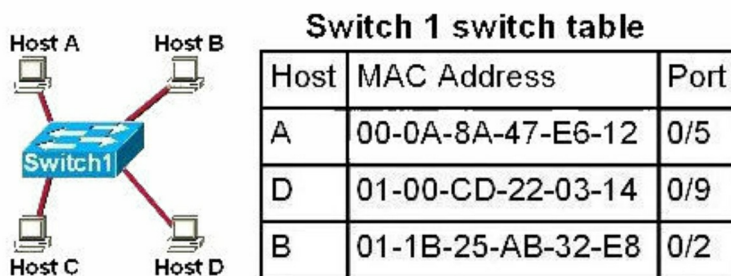 Switch 1 switch table
Host A Host B
Switch1
Host C Host D
Host MAC Address Port
A 00-0A-8A-47-E6-12 0/5
D 01-00-CD-22-03-14 0/9
B 01-1B-25-AB-32-E8 0/2